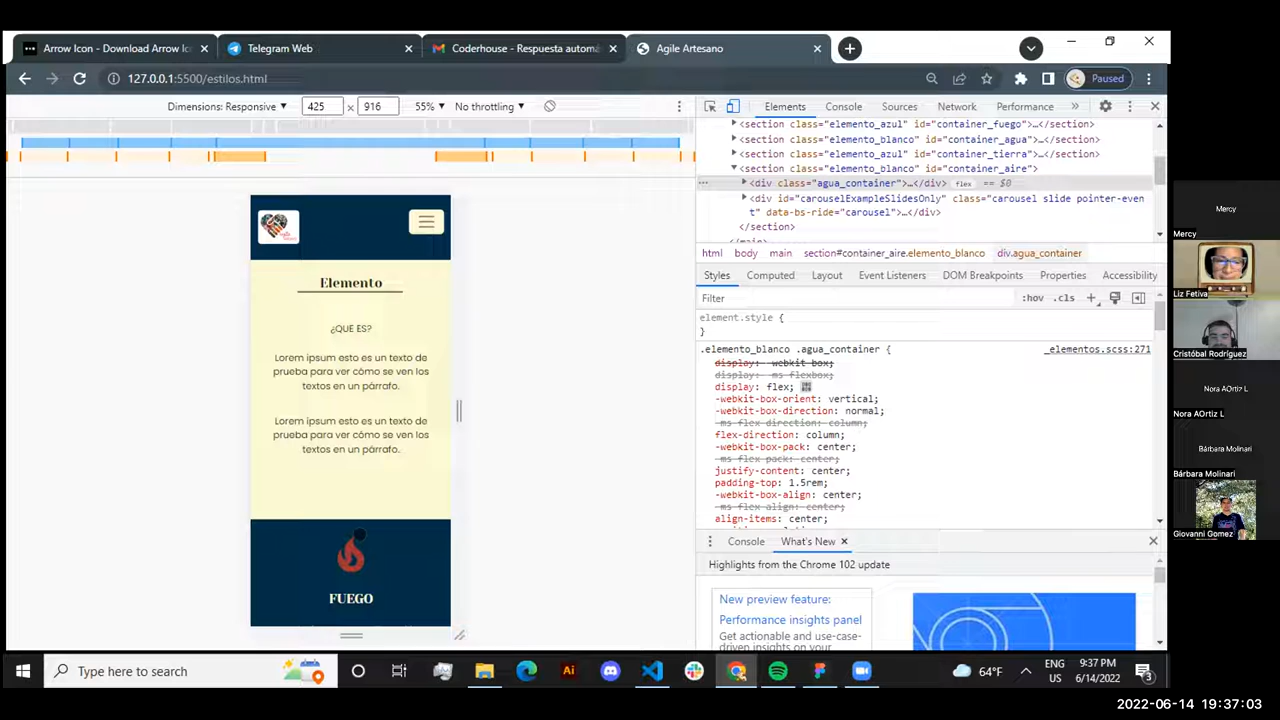 Arrow Icon - Download Arrow Ic
Telegram Web
Coderhouse - Respuesta automá
Agile Artesano
127.0.0.1:5500/estilos.html
Paused
Dimensions: Responsive
425
×
916
55%
No throttling
Elements
Console
Sources
Network
Performance
»
<section class="elemento_azul" id="container_fuego">…</section>
<section class="elemento_blanco" id="container_agua">…</section>
<section class="elemento_azul" id="container_tierra">…</section>
<section class="elemento_blanco" id="container_aire">
<div class="agua_container">…</div> flex == $0
<div id="carouselExampleSlidesOnly" class="carousel slide pointer-even
t" data-bs-ride="carousel">…</div>
</section>
html body main section#container_aire.elemento_blanco div.agua_container
Styles Computed Layout Event Listeners DOM Breakpoints Properties Accessibility
Filter
:hov .cls
element.style {
}
.elemento_blanco .agua_container {
_elementos.scss:271
display: -webkit-box;
display: -ms-flexbox;
display: flex;
-webkit-box-orient: vertical;
-webkit-box-direction: normal;
-ms-flex-direction: column;
flex-direction: column;
-webkit-box-pack: center;
-ms-flex-pack: center;
justify-content: center;
padding-top: 1.5rem;
-webkit-box-align: center;
-ms-flex-align: center;
align-items: center;
Console
What's New
Highlights from the Chrome 102 update
New preview feature:
Performance insights panel
Get actionable and use-case-
driven insights on your
Elemento
¿QUE ES?
Lorem ipsum esto es un texto de
prueba para ver cómo se ven los
textos en un párrafo.
Lorem ipsum esto es un texto de
prueba para ver cómo se ven los
textos en un párrafo.
FUEGO
Mercy
Mercy
Liz Fetiva
Cristóbal Rodríguez
Nora AOrtiz L
Nora AOrtiz L
Bárbara Molinari
Bárbara Molinari
Giovanni Gomez
Type here to search
Ai
64°F
ENG
US
9:37 PM
6/14/2022
3
2022-06-14 19:37:03